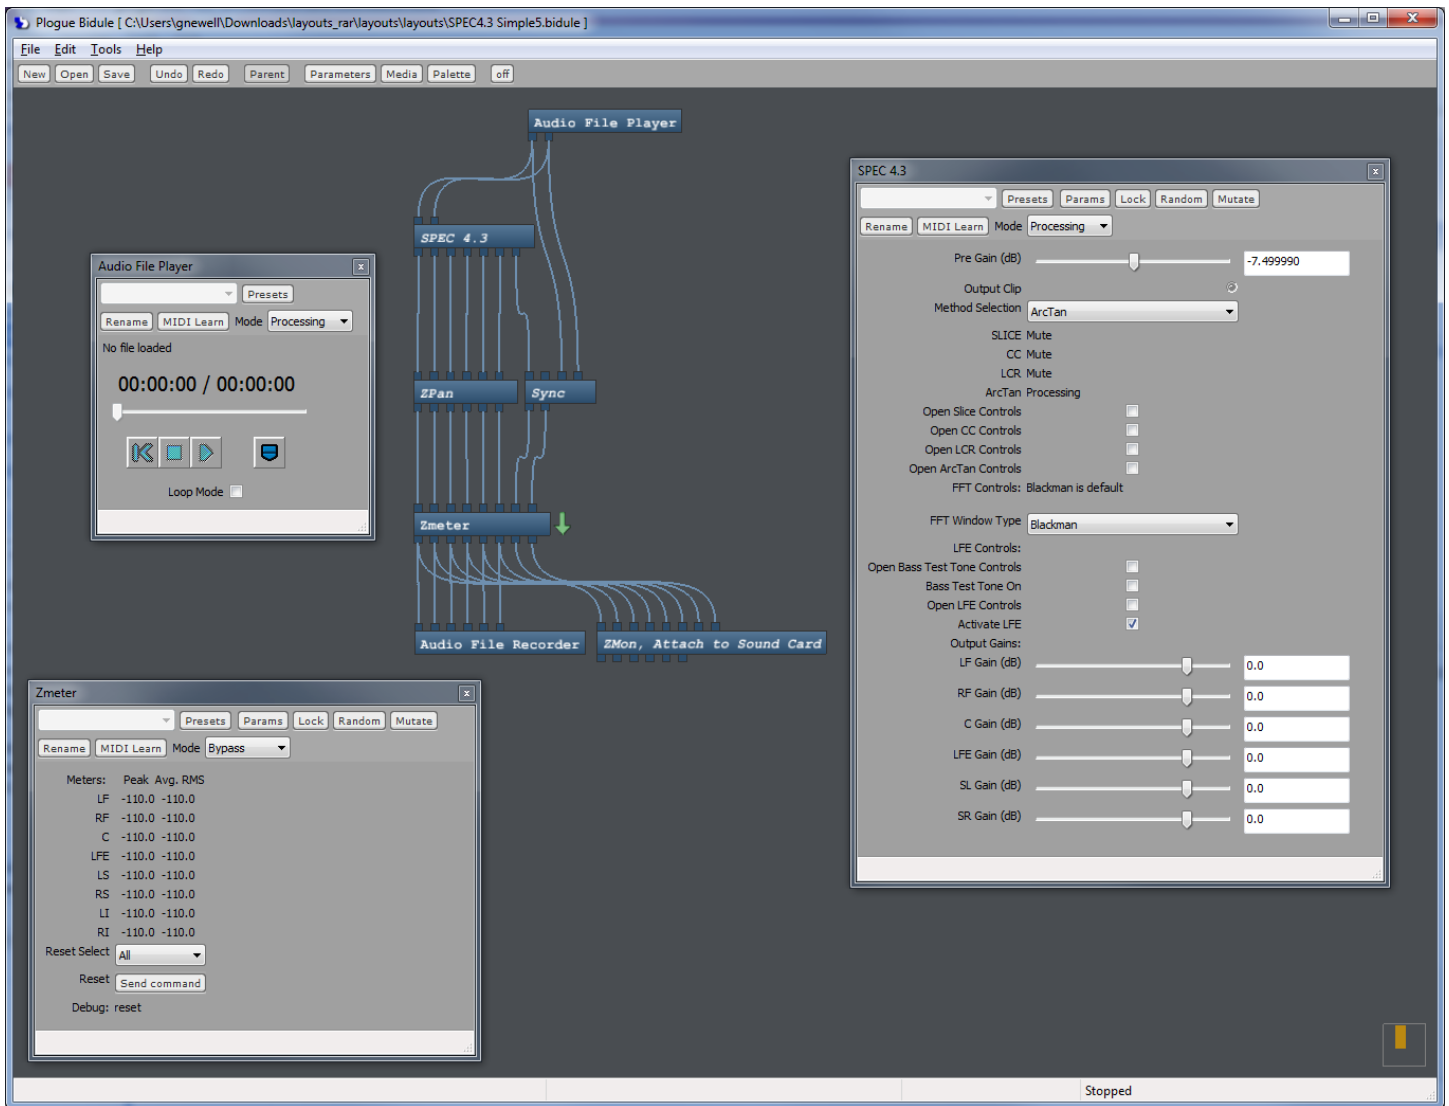 Plogue Bidule [ C:\Users\gnewell\Downloads\layouts_rar\layouts\layouts\SPEC4.3 Simple5.bidule ]
File Edit Tools Help
New Open Save Undo Redo Parent Parameters Media Palette off
Audio File Player
SPEC 4.3
ZPan
Sync
Zmeter
Audio File Recorder
ZMon, Attach to Sound Card
Audio File Player
Presets
Rename MIDI Learn Mode Processing
No file loaded
00:00:00 / 00:00:00
Loop Mode
SPEC 4.3
Presets Params Lock Random Mutate
Rename MIDI Learn Mode Processing
Pre Gain (dB) -7.499990
Output Clip
Method Selection ArcTan
SLICE Mute
CC Mute
LCR Mute
ArcTan Processing
Open Slice Controls
Open CC Controls
Open LCR Controls
Open ArcTan Controls
FFT Controls: Blackman is default
FFT Window Type Blackman
LFE Controls:
Open Bass Test Tone Controls
Bass Test Tone On
Open LFE Controls
Activate LFE
Output Gains:
LF Gain (dB) 0.0
RF Gain (dB) 0.0
C Gain (dB) 0.0
LFE Gain (dB) 0.0
SL Gain (dB) 0.0
SR Gain (dB) 0.0
Zmeter
Presets Params Lock Random Mutate
Rename MIDI Learn Mode Bypass
Meters: Peak Avg. RMS
LF -110.0 -110.0
RF -110.0 -110.0
C -110.0 -110.0
LFE -110.0 -110.0
LS -110.0 -110.0
RS -110.0 -110.0
LI -110.0 -110.0
RI -110.0 -110.0
Reset Select All
Reset Send command
Debug: reset
Stopped